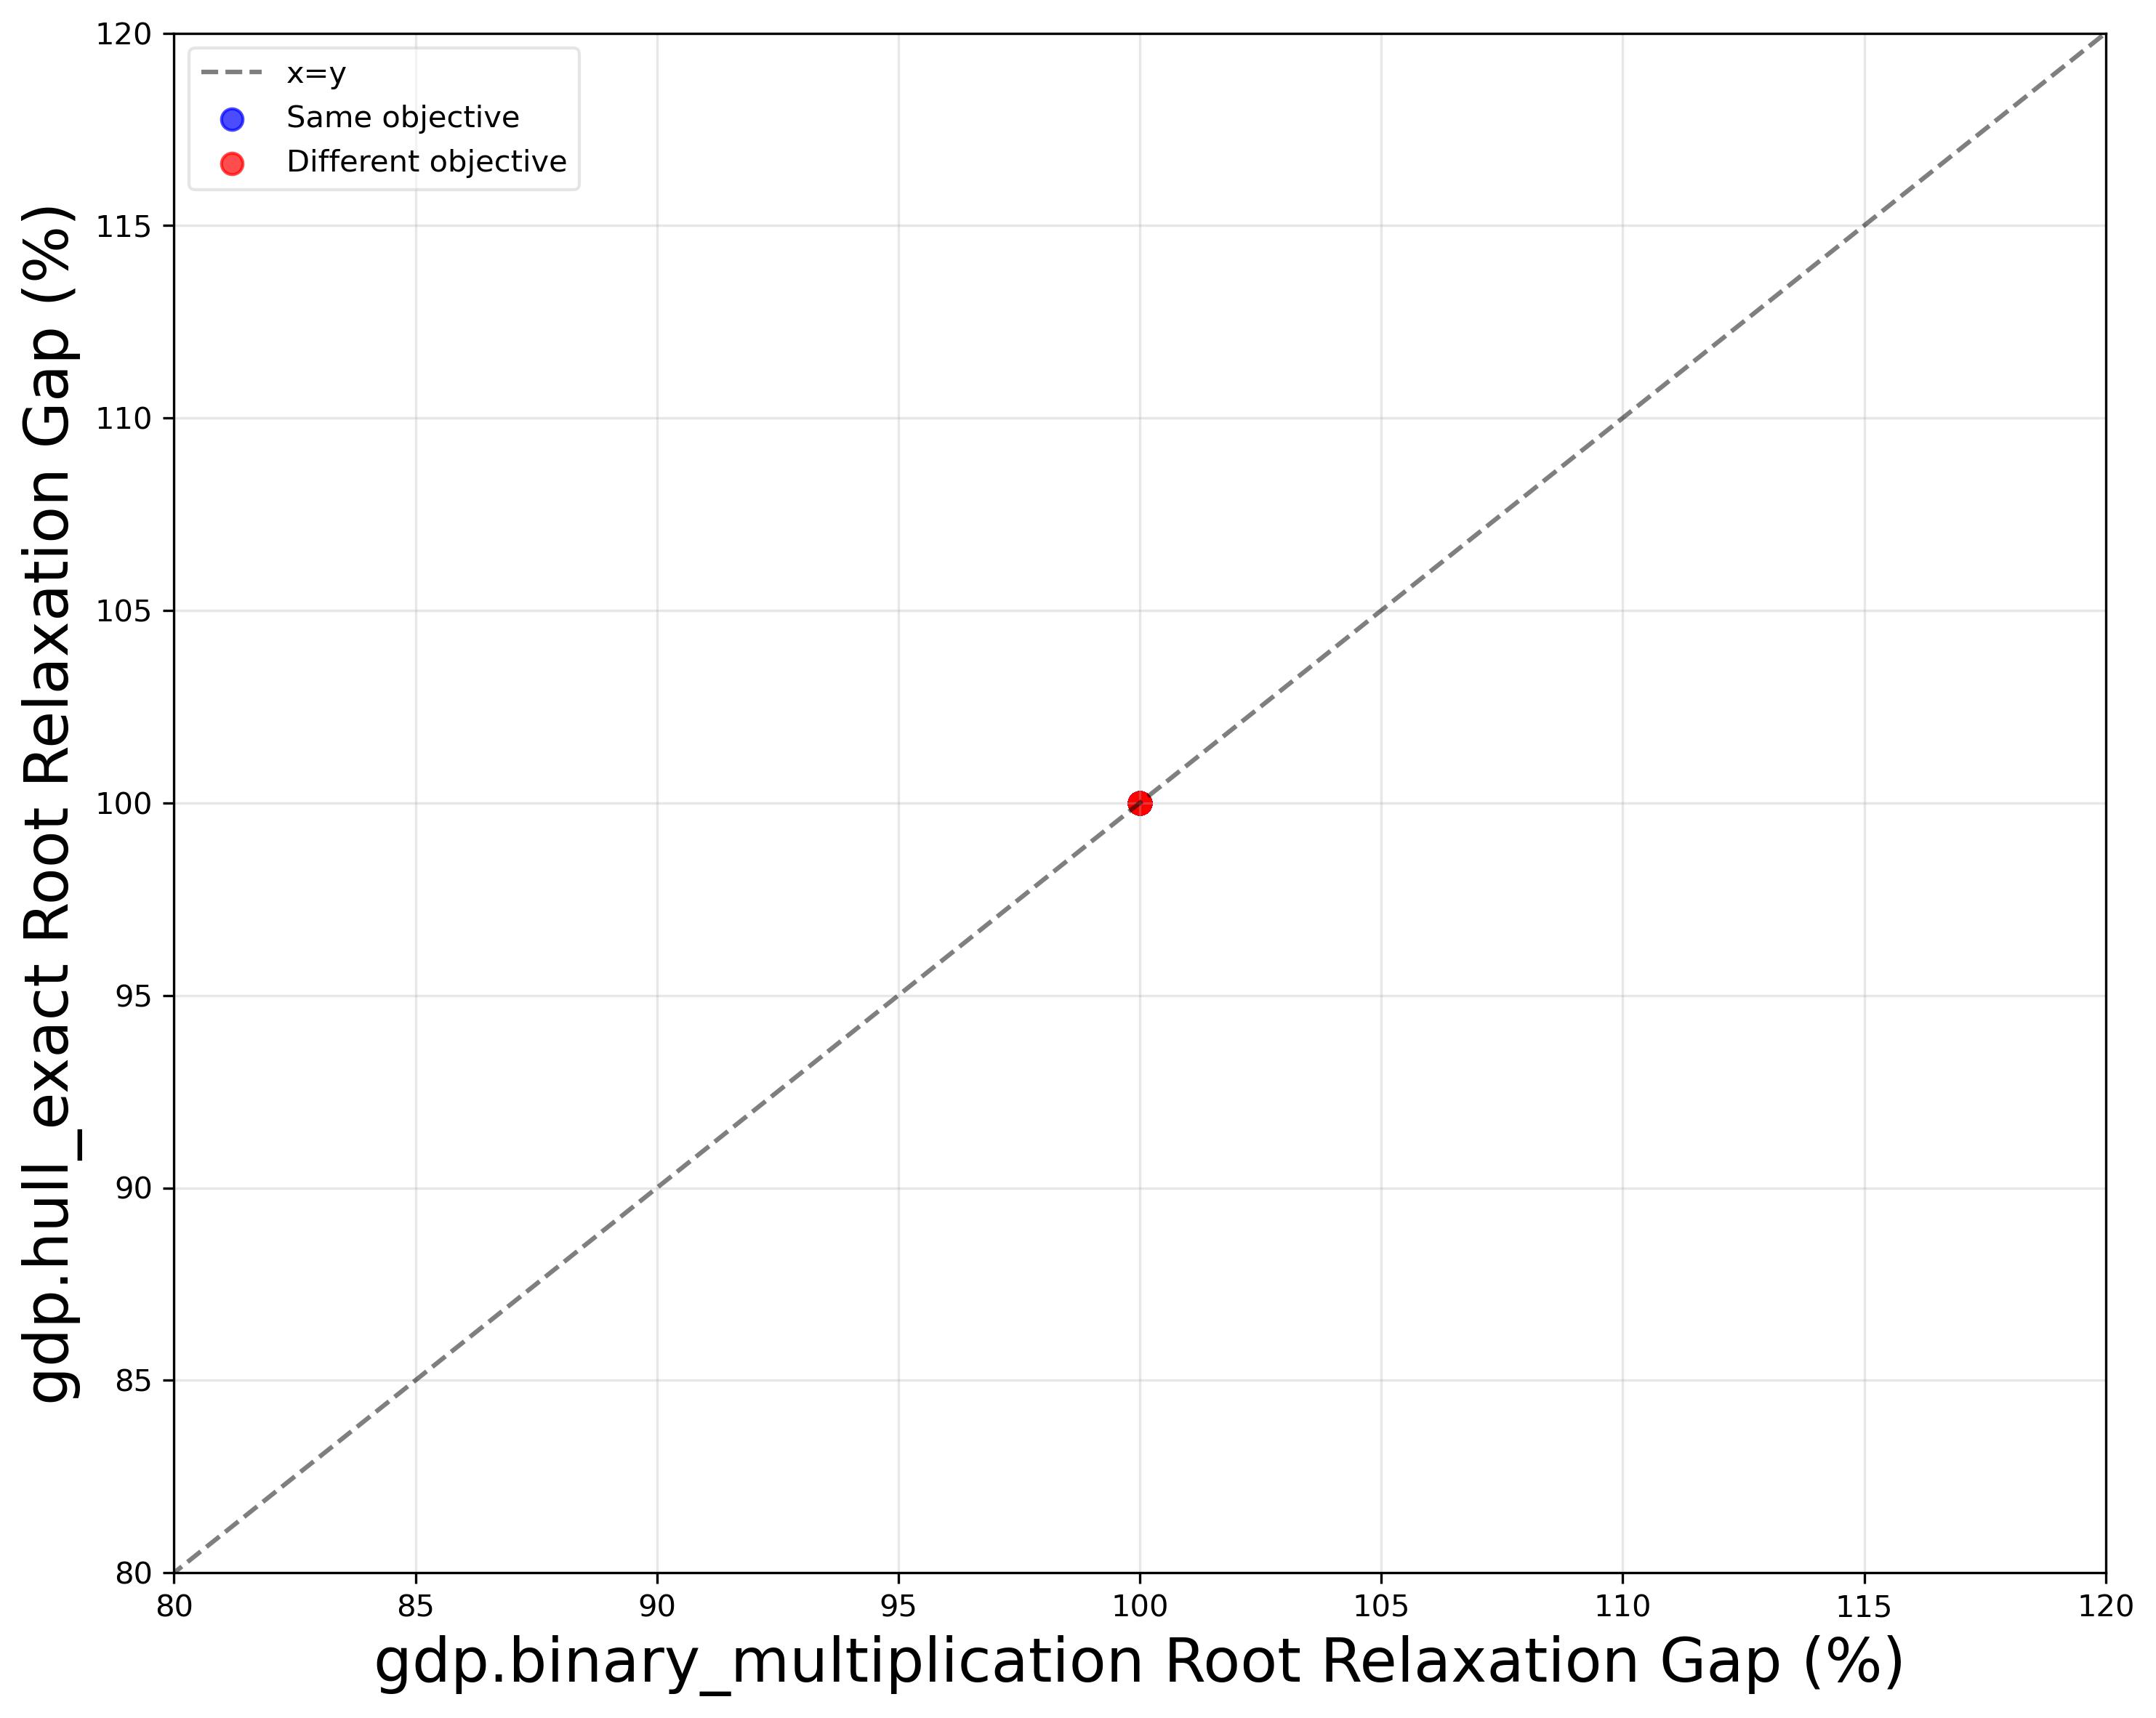 gdp.hull_exact Root Relaxation Gap (%)
120
115
110
105
100
95
90
85
80
x=y
Same objective
Different objective
80 85 90 95 100 105 110 115 120
gdp.binary_multiplication Root Relaxation Gap (%)